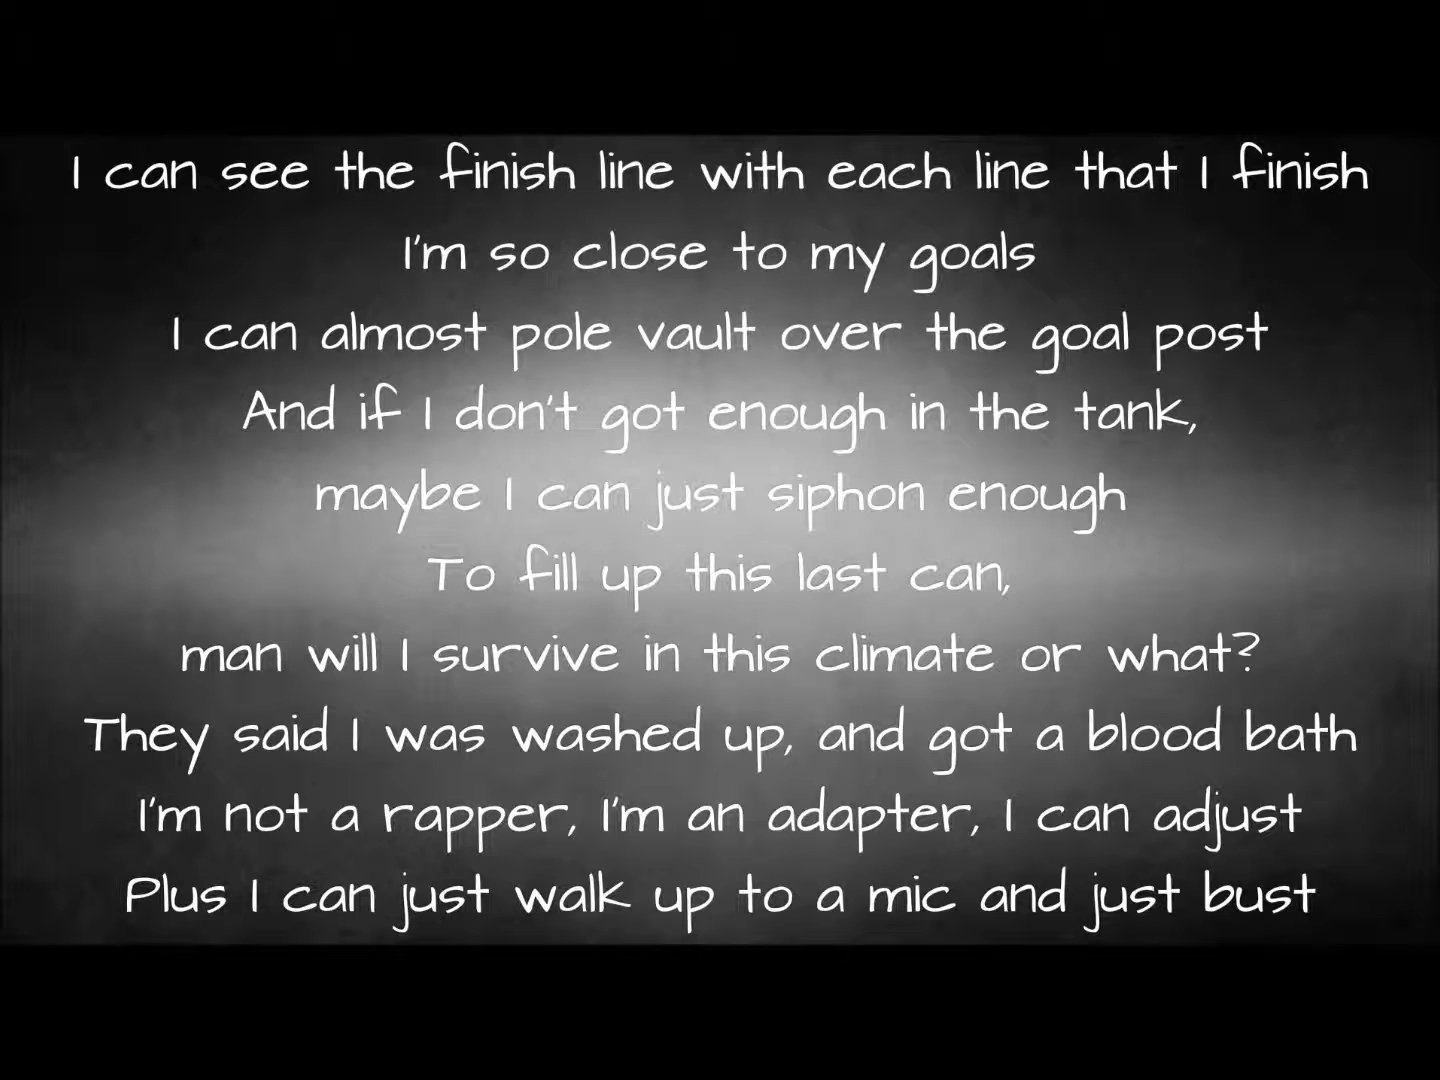 I can see the finish line with each line that I finish
I'm so close to my goals
I can almost pole vault over the goal post
And if I don't got enough in the tank,
maybe I can just siphon enough
To fill up this last can,
man will I survive in this climate or what?
They said I was washed up, and got a blood bath
I'm not a rapper, I'm an adapter, I can adjust
Plus I can just walk up to a mic and just bust